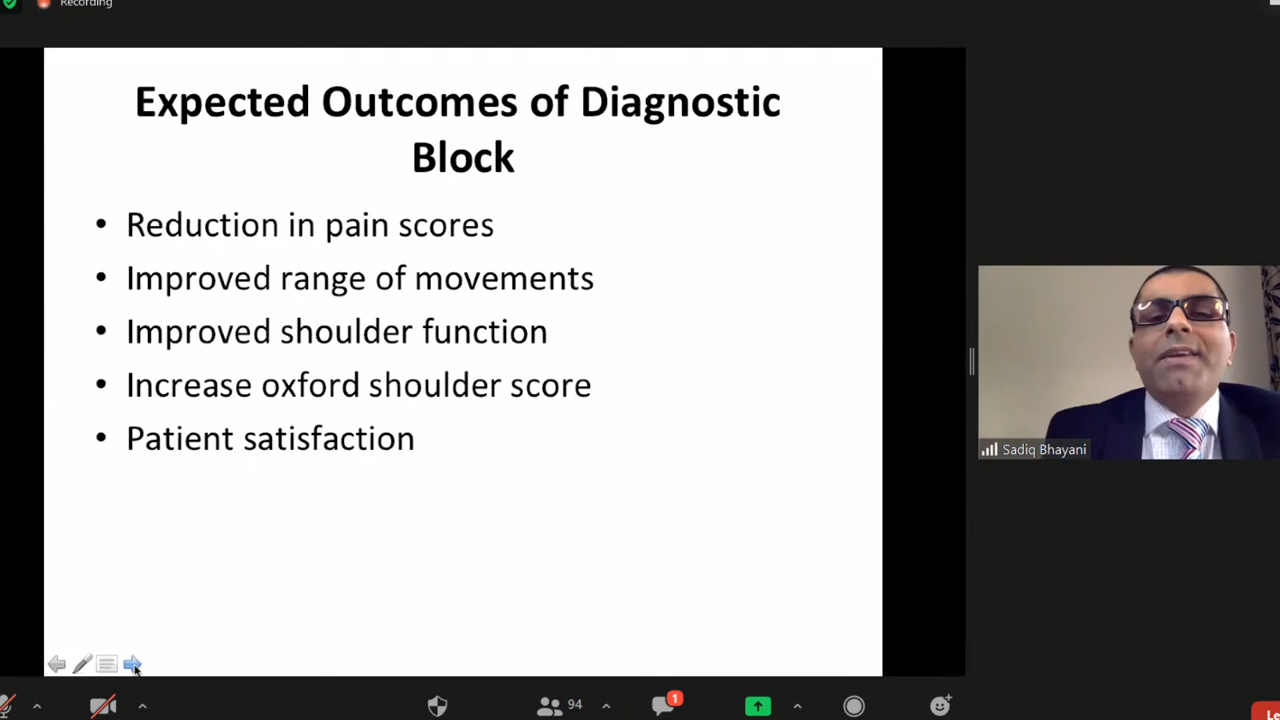 Recording
Expected Outcomes of Diagnostic
Block
• Reduction in pain scores
• Improved range of movements
• Improved shoulder function
• Increase oxford shoulder score
• Patient satisfaction
Sadiq Bhayani
94
1
Le